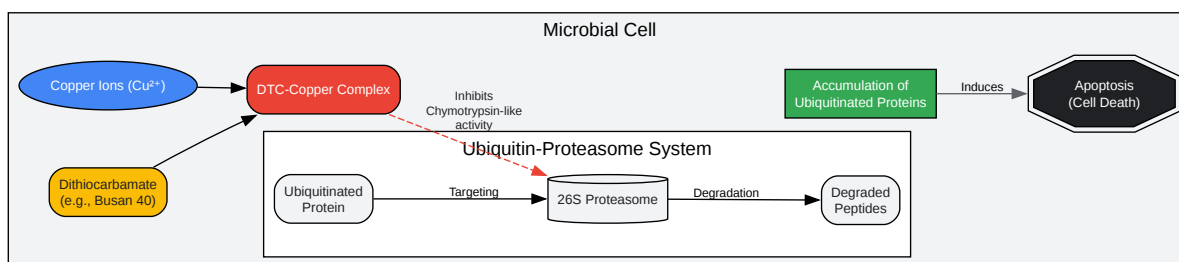 Microbial Cell
Copper Ions (Cu²⁺)
DTC-Copper Complex
Accumulation of
Ubiquitinated Proteins
Induces
Apoptosis
(Cell Death)
Inhibits
Chymotrypsin-like
activity
Ubiquitin-Proteasome System
Dithiocarbamate
(e.g., Busan 40)
Ubiquitinated
Protein
Targeting
26S Proteasome
Degradation
Degraded
Peptides